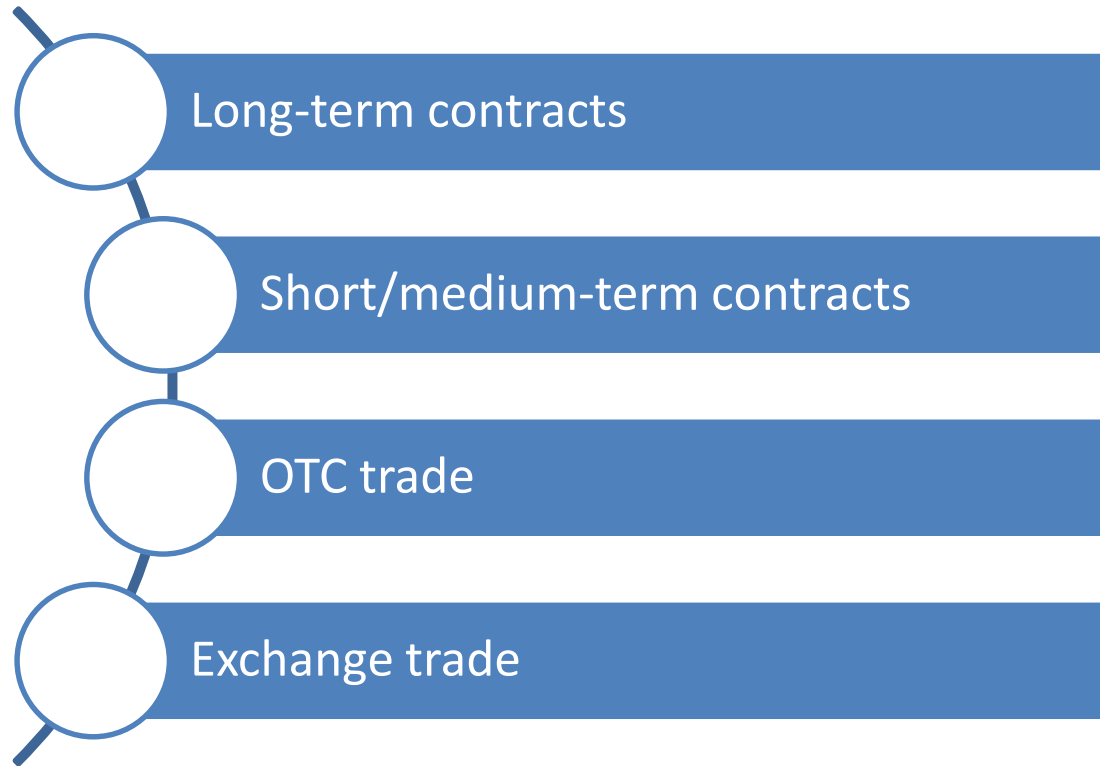 Long-term contracts
Short/medium-term contracts
OTC trade
Exchange trade